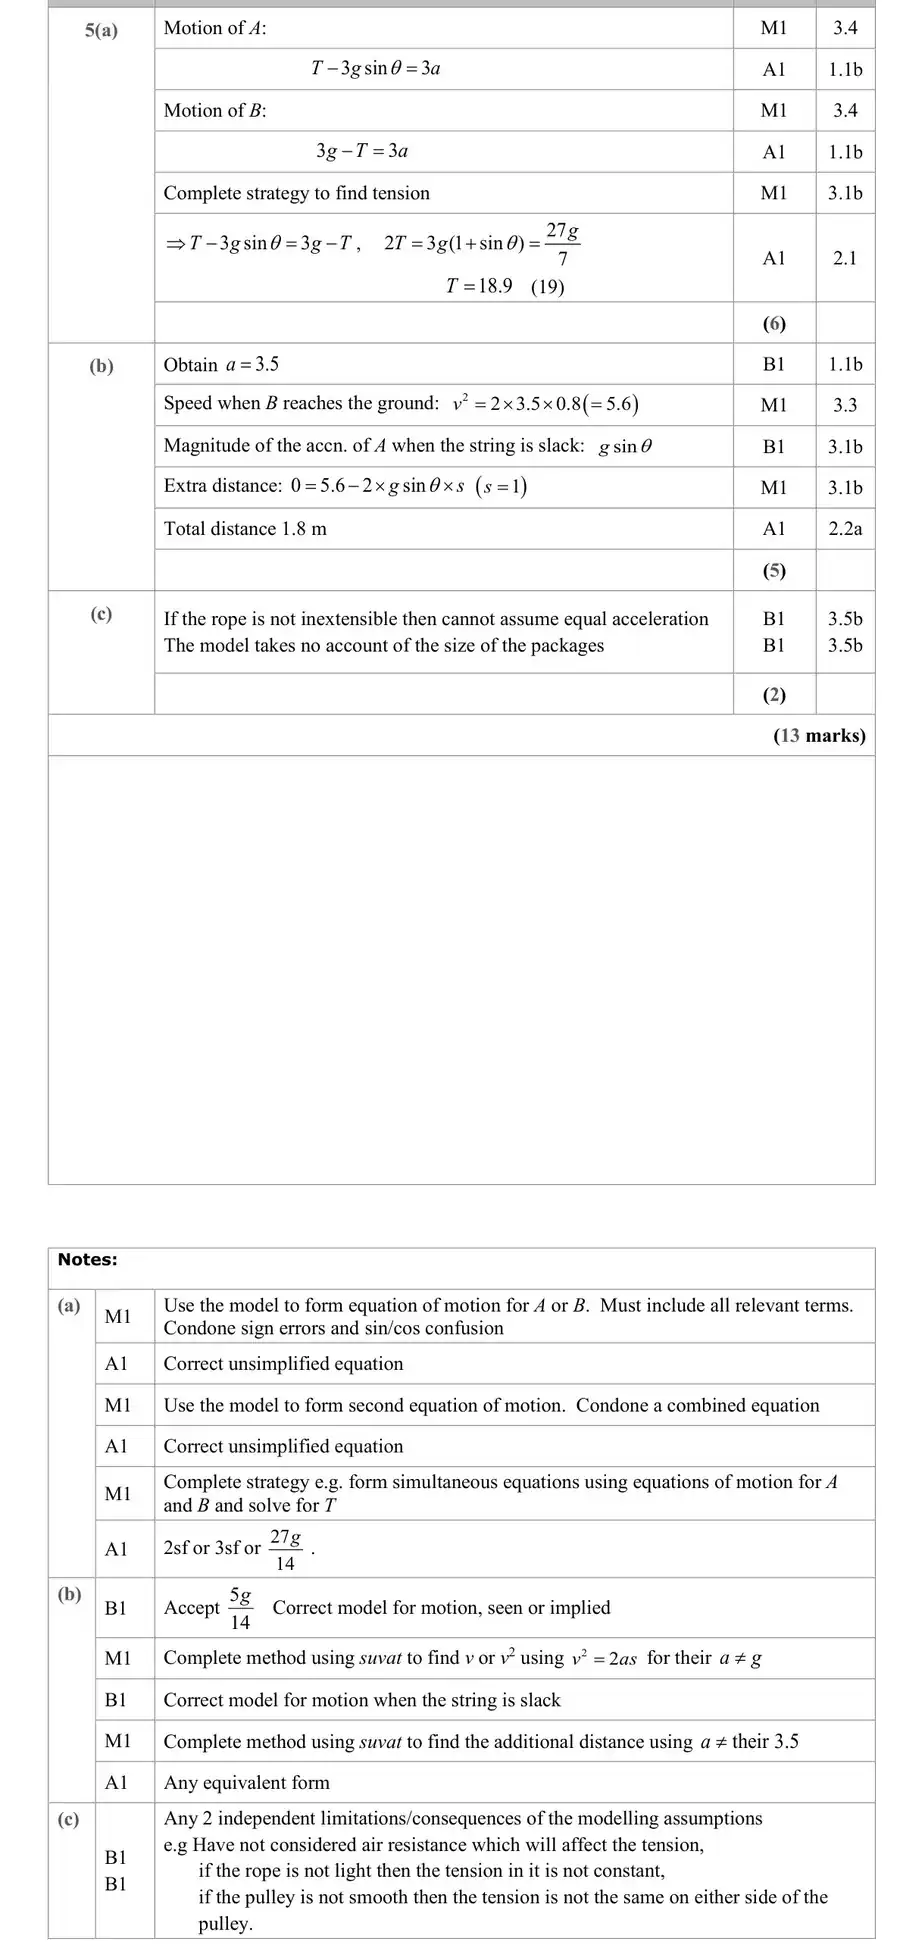 5(a) Motion of A: M1 3.4
T − 3g sin θ = 3a A1 1.1b
Motion of B: M1 3.4
3g − T = 3a A1 1.1b
Complete strategy to find tension M1 3.1b
⇒ T − 3g sin θ = 3g − T , 2T = 3g(1 + sin θ) = 27g/7 A1 2.1
T = 18.9 (19)
(6)
(b) Obtain a = 3.5 B1 1.1b
Speed when B reaches the ground: v² = 2 × 3.5 × 0.8 (= 5.6) M1 3.3
Magnitude of the accn. of A when the string is slack: g sin θ B1 3.1b
Extra distance: 0 = 5.6 − 2 × g sin θ × s (s = 1) M1 3.1b
Total distance 1.8 m A1 2.2a
(5)
(c) If the rope is not inextensible then cannot assume equal acceleration B1 3.5b
The model takes no account of the size of the packages B1 3.5b
(2)
(13 marks)
Notes:
(a) M1 Use the model to form equation of motion for A or B. Must include all relevant terms.
Condone sign errors and sin/cos confusion
A1 Correct unsimplified equation
M1 Use the model to form second equation of motion. Condone a combined equation
A1 Correct unsimplified equation
M1 Complete strategy e.g. form simultaneous equations using equations of motion for A
and B and solve for T
A1 2sf or 3sf or 27g/14 .
(b) B1 Accept 5g/14 Correct model for motion, seen or implied
M1 Complete method using suvat to find v or v² using v² = 2as for their a ≠ g
B1 Correct model for motion when the string is slack
M1 Complete method using suvat to find the additional distance using a ≠ their 3.5
A1 Any equivalent form
(c) Any 2 independent limitations/consequences of the modelling assumptions
B1 e.g Have not considered air resistance which will affect the tension,
B1 if the rope is not light then the tension in it is not constant,
if the pulley is not smooth then the tension is not the same on either side of the
pulley.